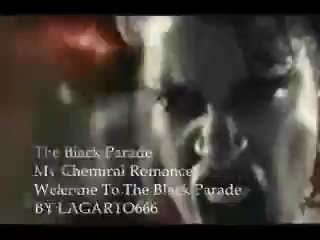 The Black Parade
My Chemical Romance
Welcome To The Black Parade
BY LAGARTO666